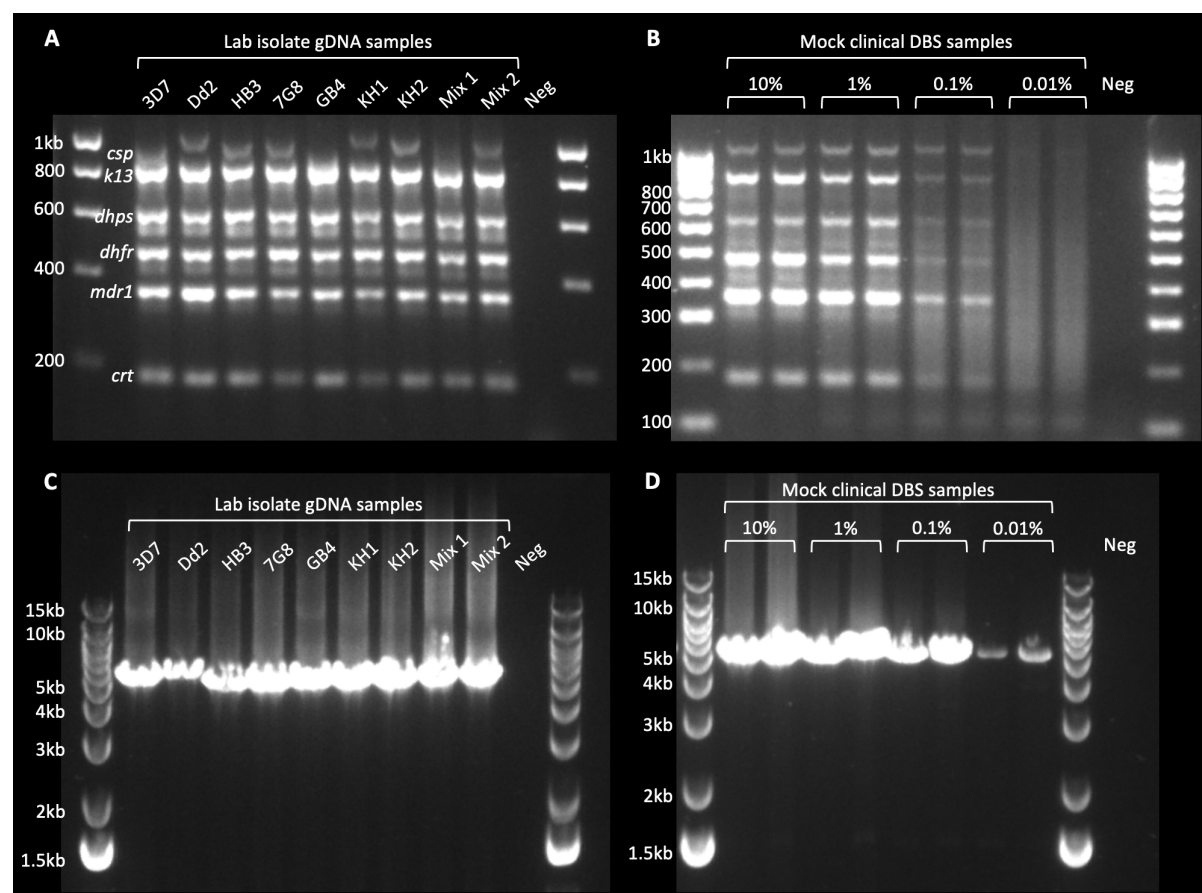 A
Lab isolate gDNA samples
3D7 Dd2 HB3 7G8 GB4 KH1 KH2 Mix 1 Mix 2 Neg
1kb
csp
800
k13
600
dhps
dhfr
400
mdr1
200
crt
B
Mock clinical DBS samples
10% 1% 0.1% 0.01% Neg
1kb
800
700
600
500
400
300
200
100
C
Lab isolate gDNA samples
3D7 Dd2 HB3 7G8 GB4 KH1 KH2 Mix 1 Mix 2 Neg
15kb
10kb
5kb
4kb
3kb
2kb
1.5kb
D
Mock clinical DBS samples
10% 1% 0.1% 0.01% Neg
15kb
10kb
5kb
4kb
3kb
2kb
1.5kb